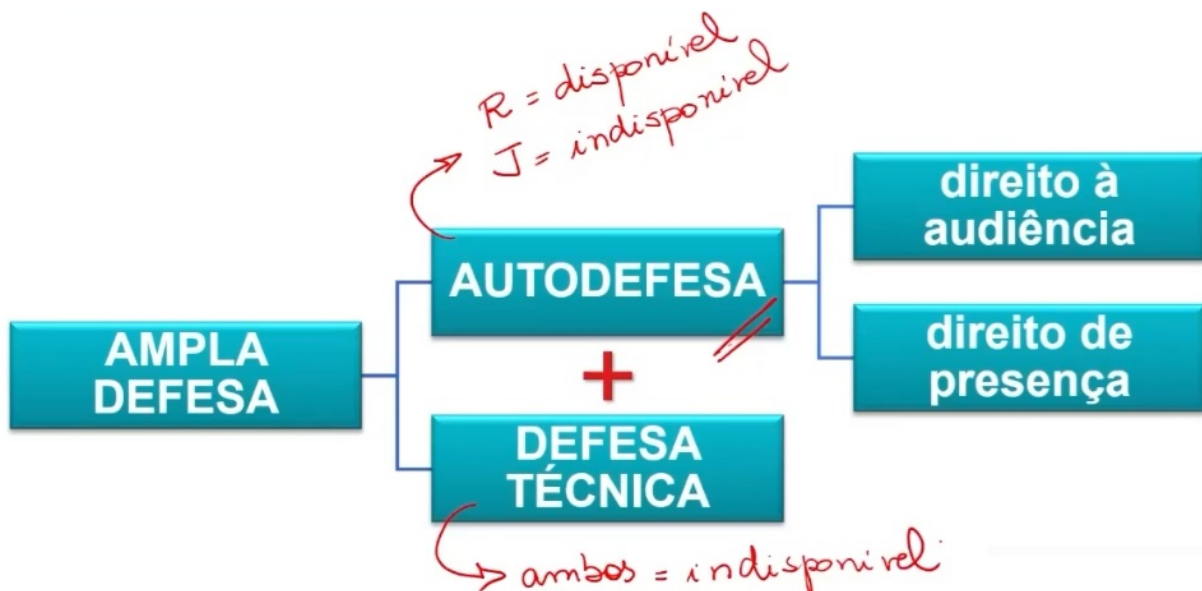 R = disponível
J = indisponível
AUTODEFESA
direito à
audiência
direito de
presença
AMPLA
DEFESA
+
DEFESA
TÉCNICA
ambos = indisponível